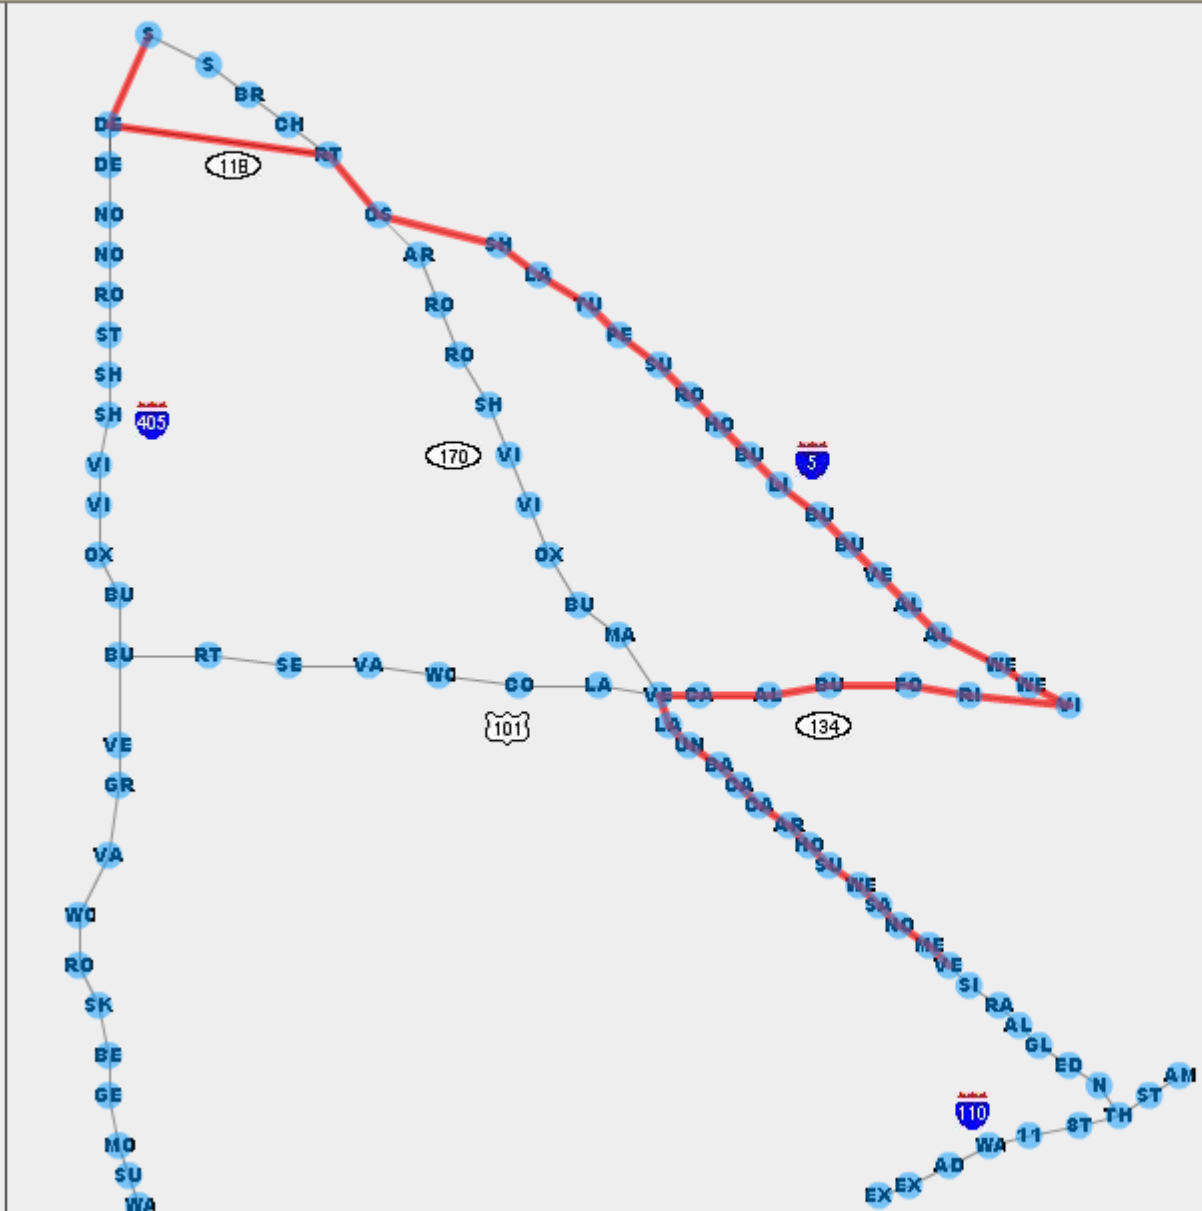 S
S
BR
CH
DE
RT
118
DE
NO
OS
SH
NO
AR
LA
RO
RO
TU
ST
PE
RO
SU
SH
RO
SH
405
SH
HO
VI
170
VI
BU
5
LI
VI
VI
BU
OX
OX
BU
VE
BU
BU
AL
MA
AL
BU
RT
SE
VA
WO
CO
LA
VE
CA
AL
BU
FO
RI
WE
WE
VI
101
134
LA
UN
VE
BA
GR
CA
CA
AR
HO
VA
SU
WE
SA
WO
NO
ME
RO
VE
SI
SK
RA
AL
GL
BE
ED
AM
GE
N
ST
110
TH
ST
11
MO
WA
AD
SU
EX
EX
WA